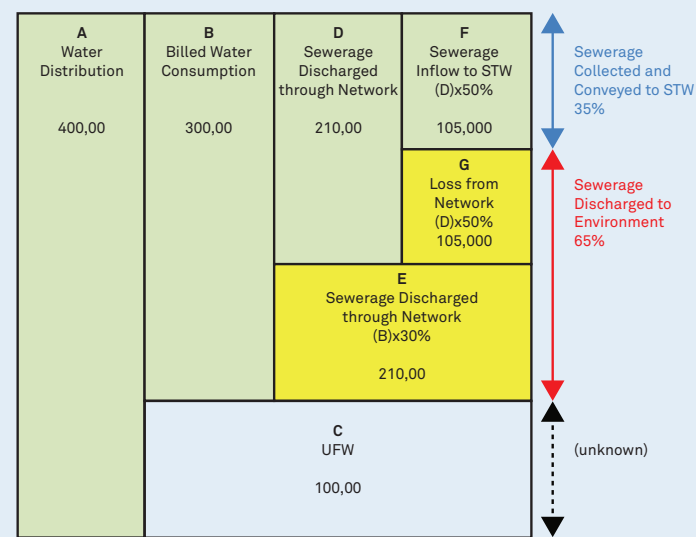 A
Water
Distribution
400,00
B
Billed Water
Consumption
300,00
D
Sewerage
Discharged
through Network
210,00
F
Sewerage
Inflow to STW
(D)x50%
105,000
Sewerage
Collected and
Conveyed to STW
35%
G
Loss from
Network
(D)x50%
105,000
Sewerage
Discharged to
Environment
65%
E
Sewerage Discharged
through Network
(B)x30%
210,00
C
UFW
100,00
(unknown)